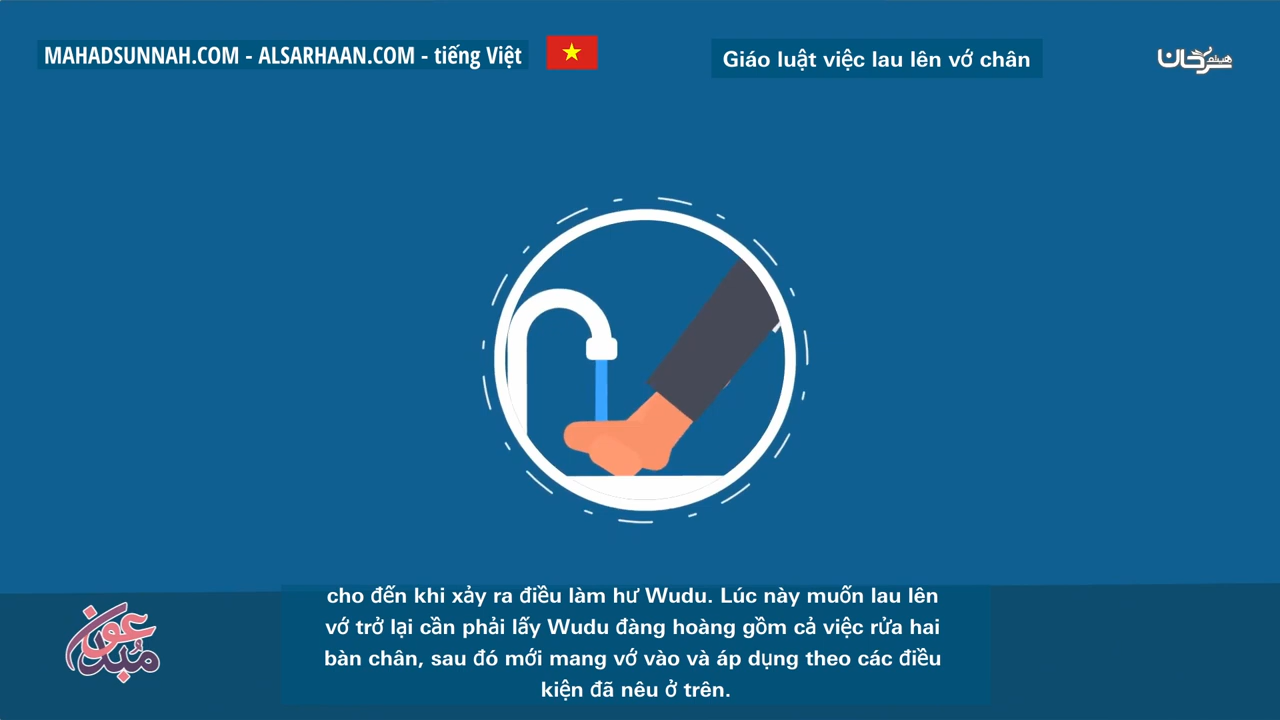 MAHADSUNNAH.COM - ALSARHAAN.COM - tiếng Việt
Giáo luật việc lau lên vớ chân
هيثم
سرحان
cho đến khi xảy ra điều làm hư Wudu. Lúc này muốn lau lên
vớ trở lại cần phải lấy Wudu đàng hoàng gồm cả việc rửa hai
bàn chân, sau đó mới mang vớ vào và áp dụng theo các điều
kiện đã nêu ở trên.